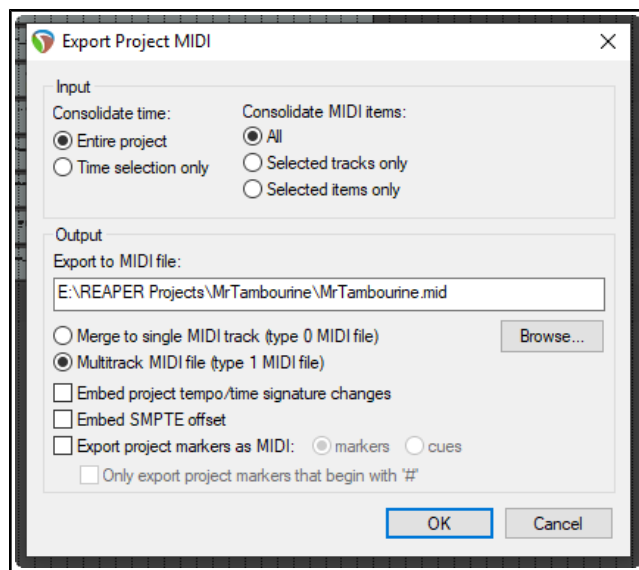 Export Project MIDI
Input
Consolidate time:
Entire project
Time selection only
Consolidate MIDI items:
All
Selected tracks only
Selected items only
Output
Export to MIDI file:
E:\REAPER Projects\MrTambourine\MrTambourine.mid
Merge to single MIDI track (type 0 MIDI file)
Browse...
Multitrack MIDI file (type 1 MIDI file)
Embed project tempo/time signature changes
Embed SMPTE offset
Export project markers as MIDI: markers cues
Only export project markers that begin with '#'
OK Cancel